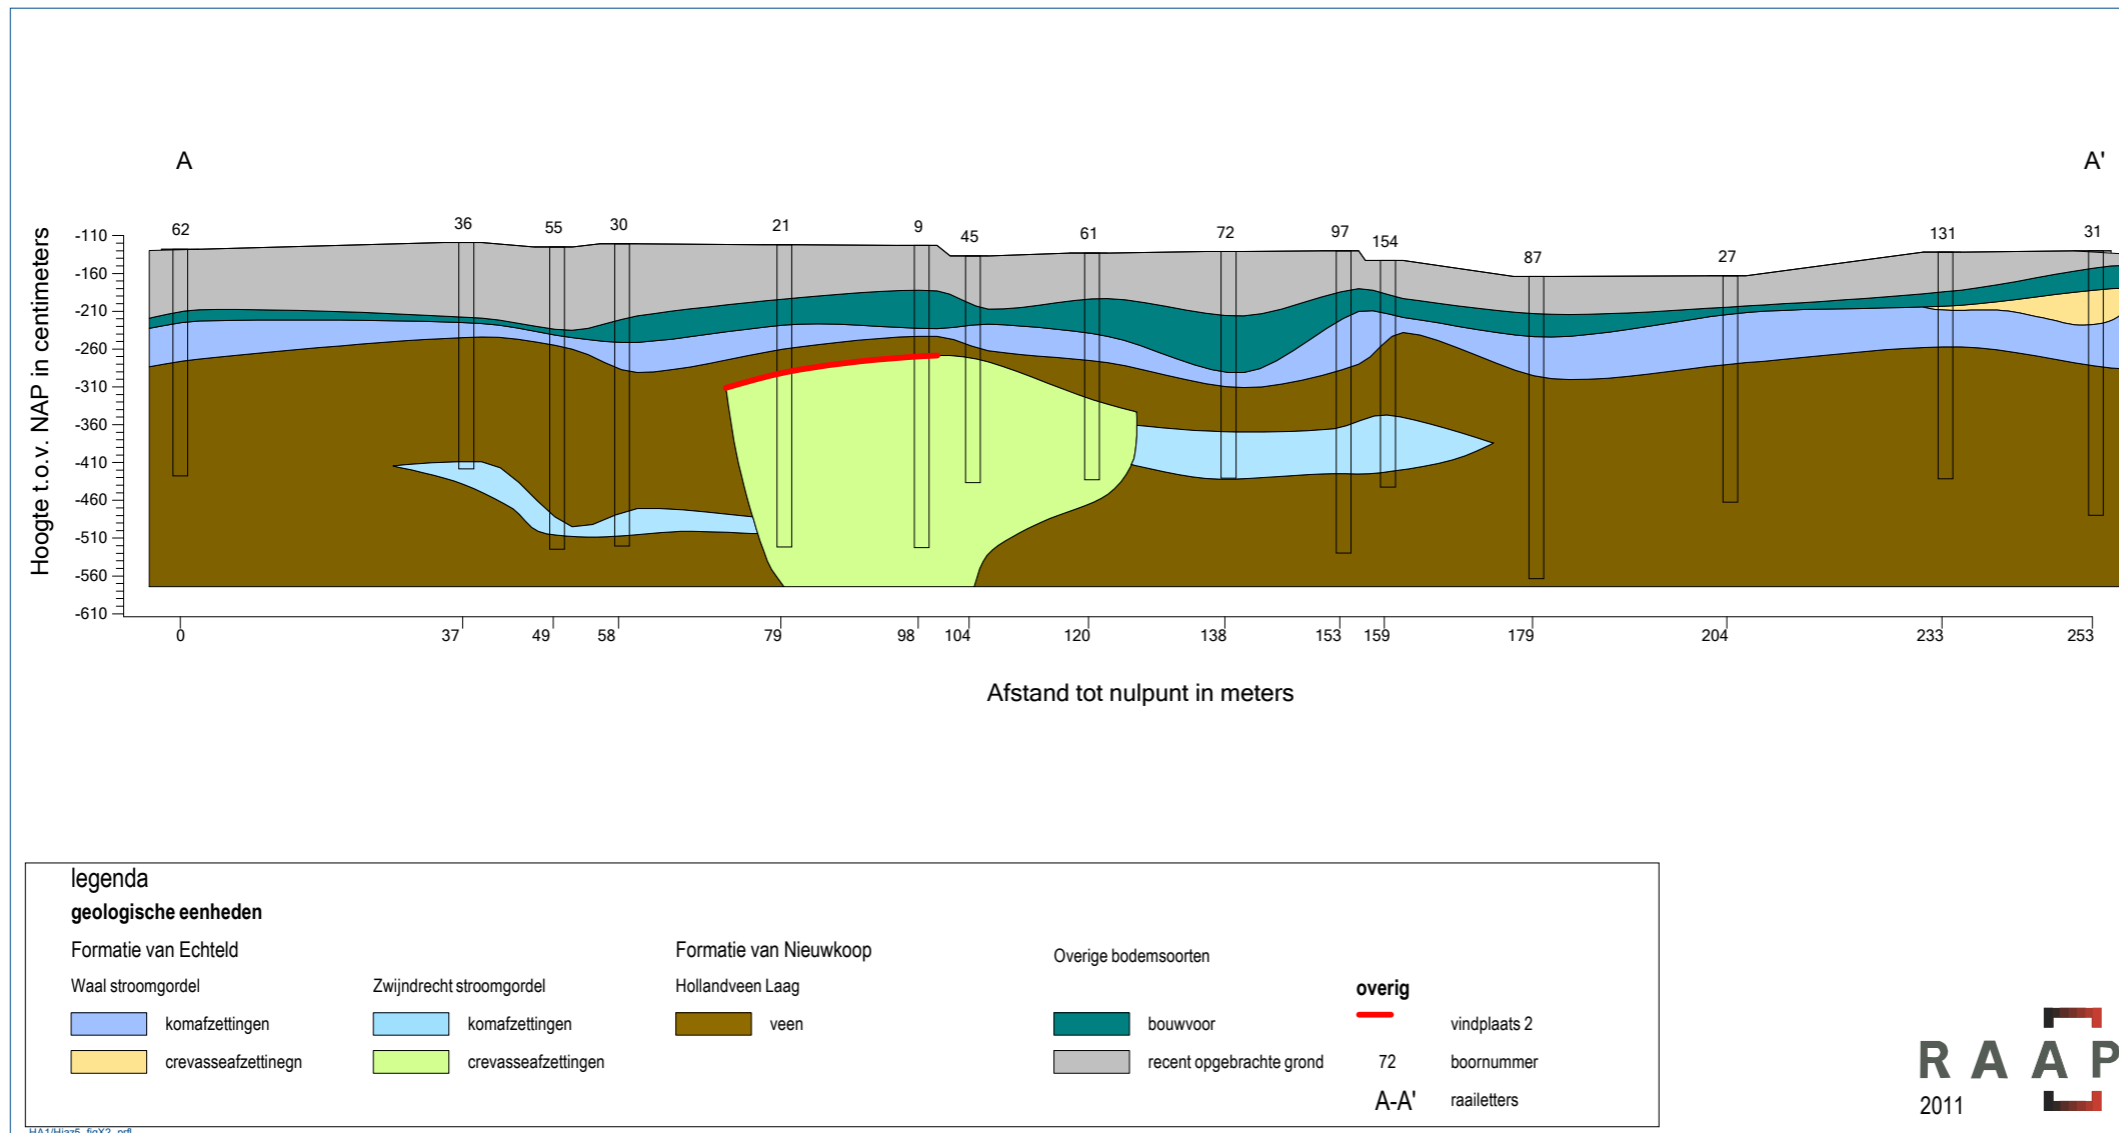 A A'
62 36 55 30 21 9 45 61 72 97 154 87 27 131 31
Hoogte t.o.v. NAP in centimeters
-110
-160
-210
-260
-310
-360
-410
-460
-510
-560
-610
0 37 49 58 79 98 104 120 138 153 159 179 204 233 253
Afstand tot nulpunt in meters
legenda
geologische eenheden
Formatie van Echteld
Waal stroomgordel
komafzettingen
crevasseafzettinegn
Zwijndrecht stroomgordel
komafzettingen
crevasseafzettingen
Formatie van Nieuwkoop
Hollandveen Laag
veen
Overige bodemsoorten
bouwvoor
recent opgebrachte grond
overig
vindplaats 2
72 boornummer
A-A' raailetters
RAAP
2011